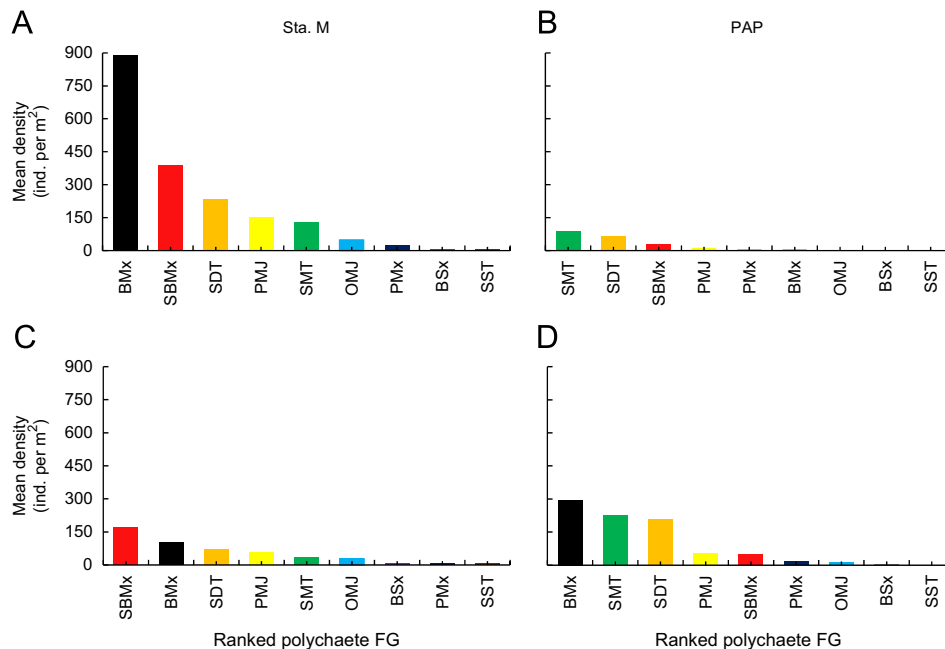 A
Sta. M
B
PAP
Mean density
(ind. per m²)
900
750
600
450
300
150
0
BMx
SBMx
SDT
PMJ
SMT
OMJ
PMx
BSx
SST
SMT
SDT
SBMx
PMJ
PMx
BMx
OMJ
BSx
SST
C
D
Mean density
(ind. per m²)
900
750
600
450
300
150
0
SBMx
BMx
SDT
PMJ
SMT
OMJ
BSx
PMx
SST
BMx
SMT
SDT
PMJ
SBMx
PMx
OMJ
BSx
SST
Ranked polychaete FG
Ranked polychaete FG